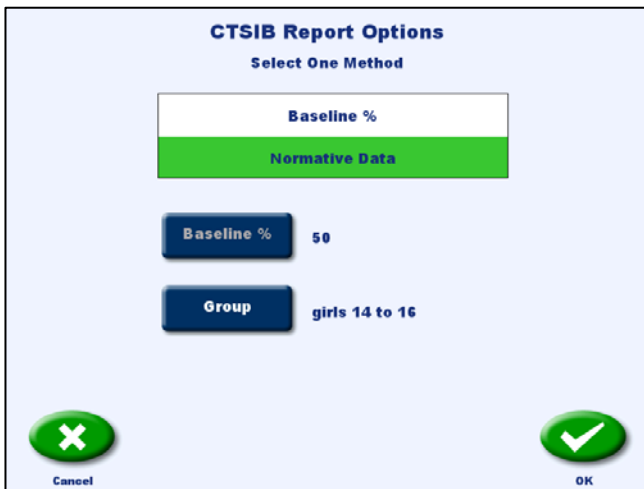 CTSIB Report Options
Select One Method
Baseline %
Normative Data
Baseline % 50
Group girls 14 to 16
Cancel OK